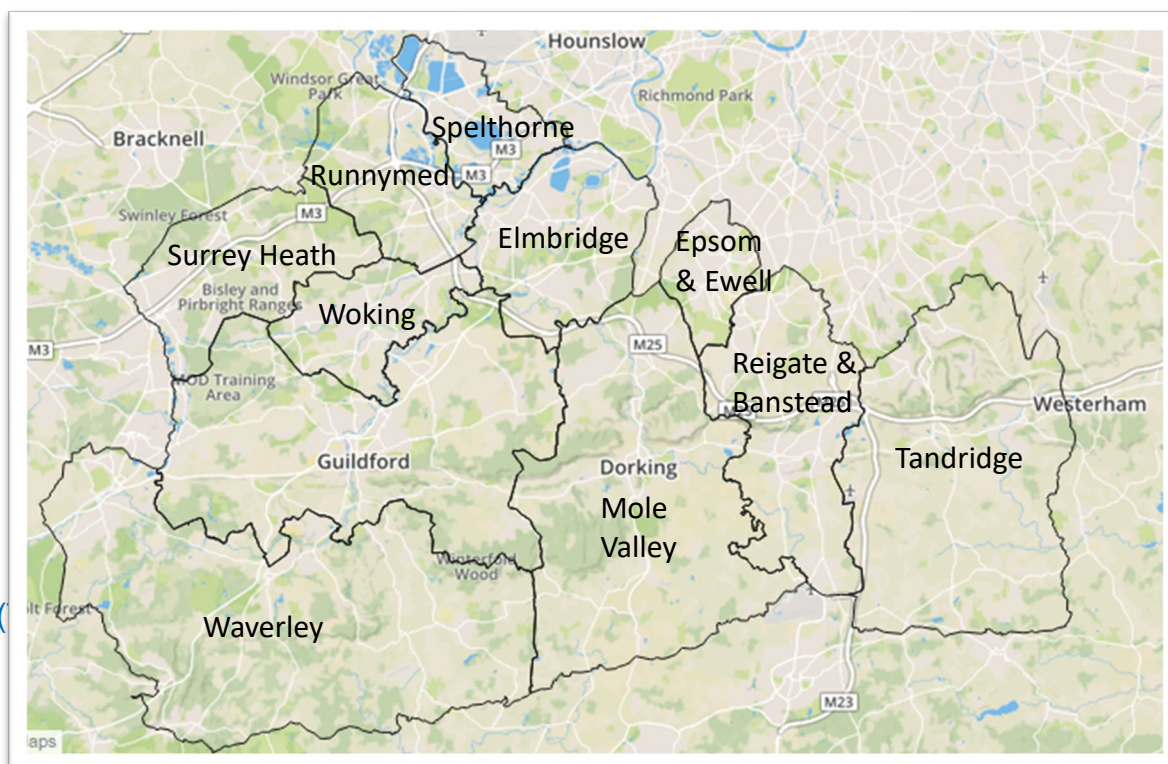 Hounslow
Windsor Great
Park
Richmond Park
Bracknell
Spelthorne
M3
Runnymed
M3
Swinley Forest
M3
Surrey Heath
Elmbridge
Epsom
& Ewell
Bisley and
Pirbright Ranges
Woking
M3
M25
MOD Training
Area
Reigate &
Banstead
Westerham
Guildford
Dorking
Tandridge
Mole
Valley
Winterfold
Wood
Waverley
M23